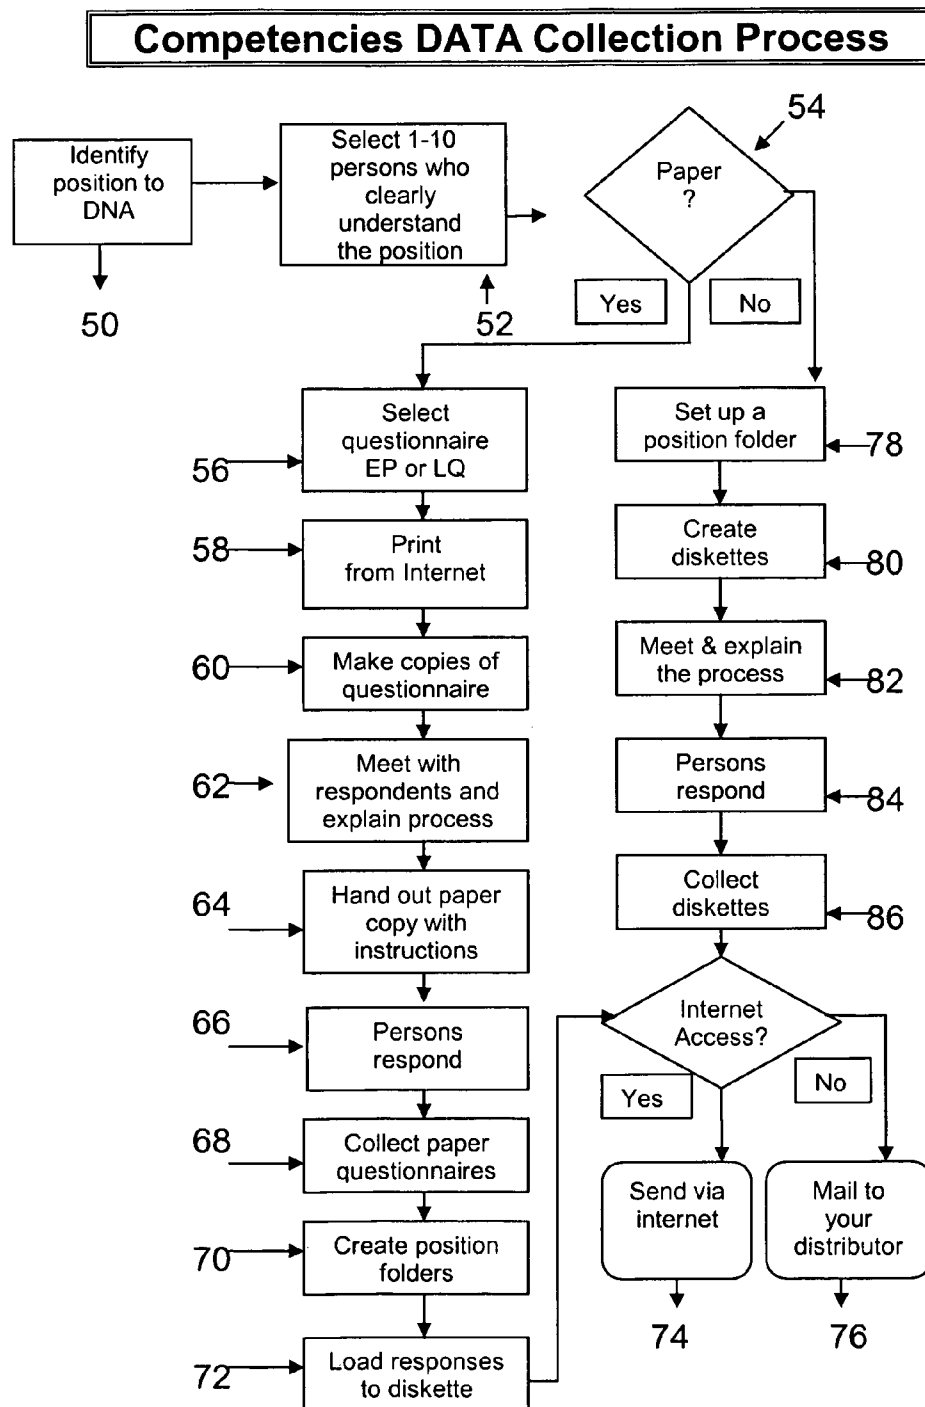 Competencies DATA Collection Process
Identify
position to
DNA
50
Select 1-10
persons who
clearly
understand
the position
52
54
Paper
?
Yes
No
Select
questionnaire
EP or LQ
56
Print
from Internet
58
Make copies of
questionnaire
60
Meet with
respondents and
explain process
62
Hand out paper
copy with
instructions
64
Persons
respond
66
Collect paper
questionnaires
68
Create position
folders
70
Load responses
to diskette
72
Set up a
position folder
78
Create
diskettes
80
Meet & explain
the process
82
Persons
respond
84
Collect
diskettes
86
Internet
Access?
Yes
No
Send via
internet
74
Mail to
your
distributor
76